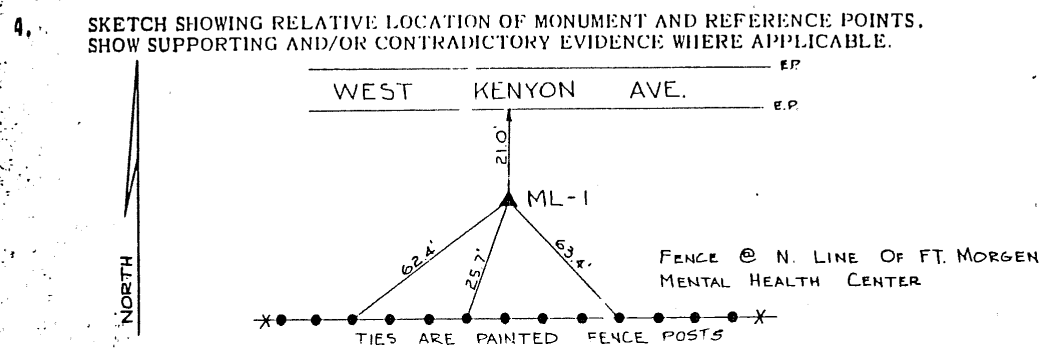 4. SKETCH SHOWING RELATIVE LOCATION OF MONUMENT AND REFERENCE POINTS.
SHOW SUPPORTING AND/OR CONTRADICTORY EVIDENCE WHERE APPLICABLE.
E.P.
WEST KENYON AVE.
E.P.
21.0'
ML-1
62.4'
25.7'
FENCE @ N. LINE OF FT. MORGEN
MENTAL HEALTH CENTER
NORTH
TIES ARE PAINTED FENCE POSTS